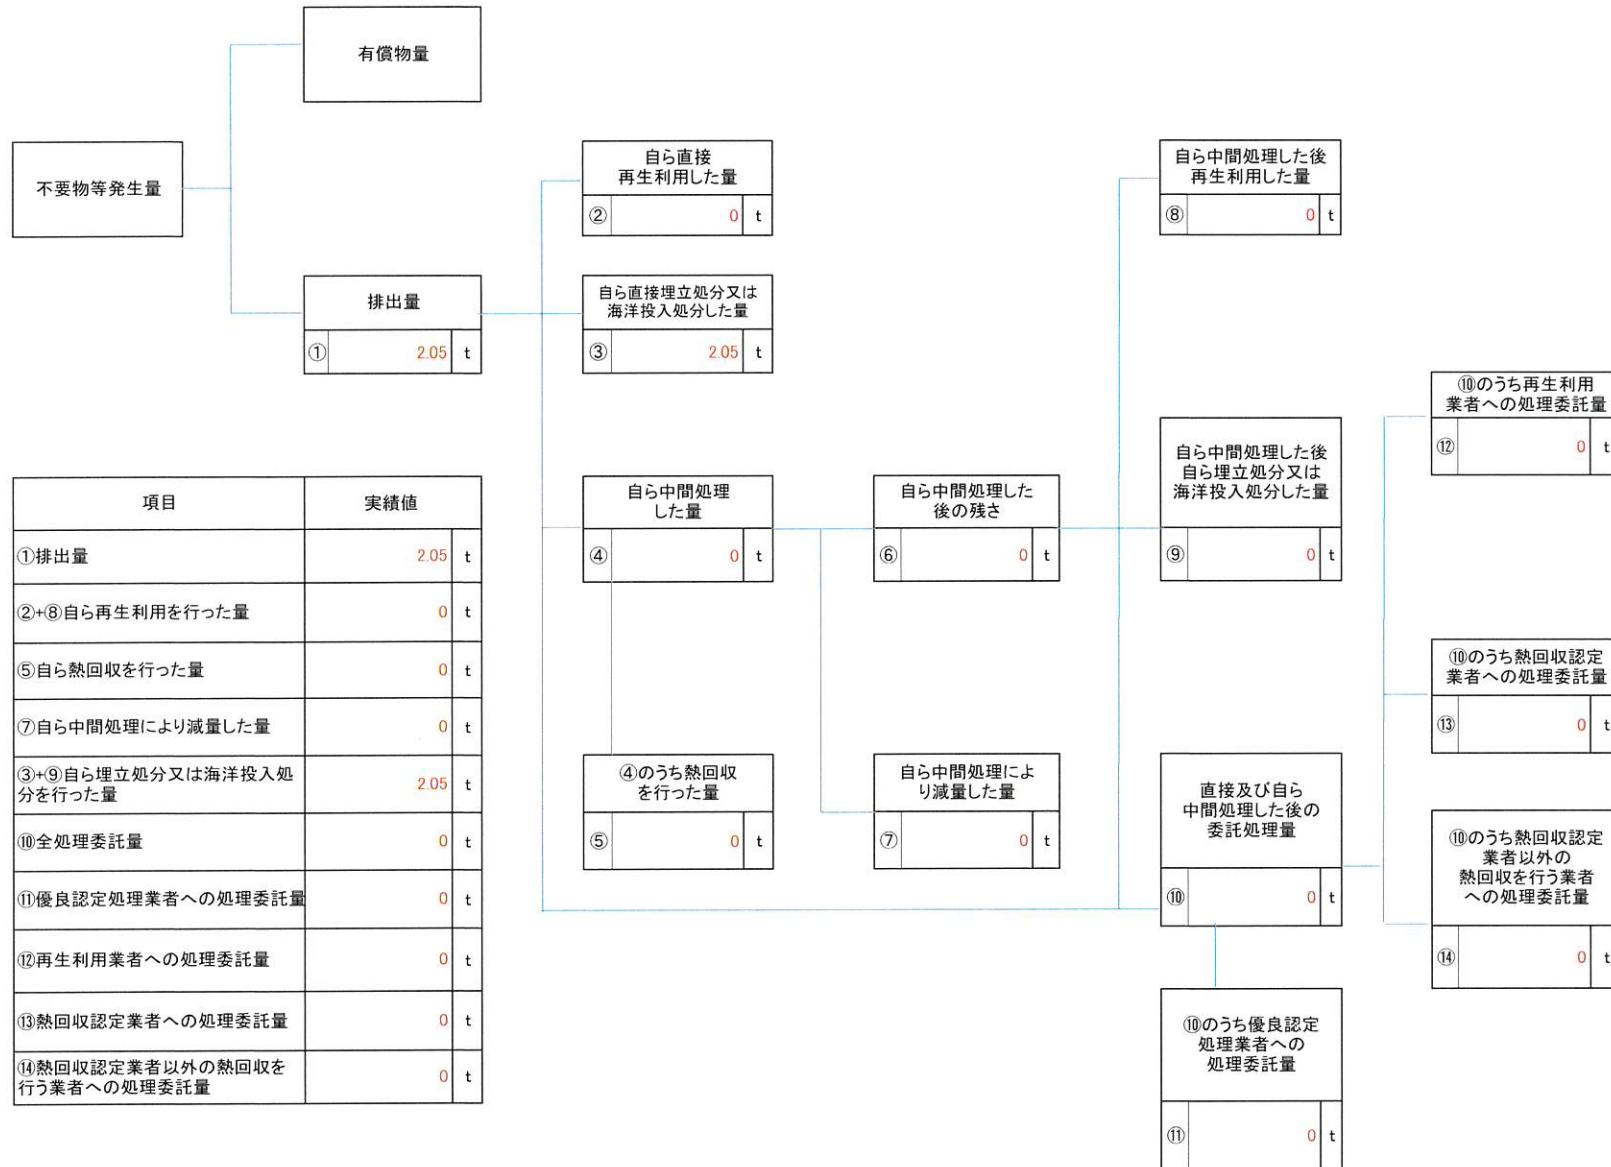 有償物量
不要物等発生量
排出量
① 2.05 t
自ら直接
再生利用した量
② 0 t
自ら直接埋立処分又は
海洋投入処分した量
③ 2.05 t
自ら中間処理
した量
④ 0 t
④のうち熱回収
を行った量
⑤ 0 t
自ら中間処理した
後の残さ
⑥ 0 t
自ら中間処理によ
り減量した量
⑦ 0 t
自ら中間処理した後
再生利用した量
⑧ 0 t
自ら中間処理した後
自ら埋立処分又は
海洋投入処分した量
⑨ 0 t
直接及び自ら
中間処理した後の
委託処理量
⑩ 0 t
⑩のうち優良認定
処理業者への
処理委託量
⑪ 0 t
⑩のうち再生利用
業者への処理委託量
⑫ 0 t
⑩のうち熱回収認定
業者への処理委託量
⑬ 0 t
⑩のうち熱回収認定
業者以外の
熱回収を行う業者
への処理委託量
⑭ 0 t
項目 実績値
①排出量 2.05 t
②+⑧自ら再生利用を行った量 0 t
⑤自ら熱回収を行った量 0 t
⑦自ら中間処理により減量した量 0 t
③+⑨自ら埋立処分又は海洋投入処
分を行った量 2.05 t
⑩全処理委託量 0 t
⑪優良認定処理業者への処理委託量 0 t
⑫再生利用業者への処理委託量 0 t
⑬熱回収認定業者への処理委託量 0 t
⑭熱回収認定業者以外の熱回収を
行う業者への処理委託量 0 t